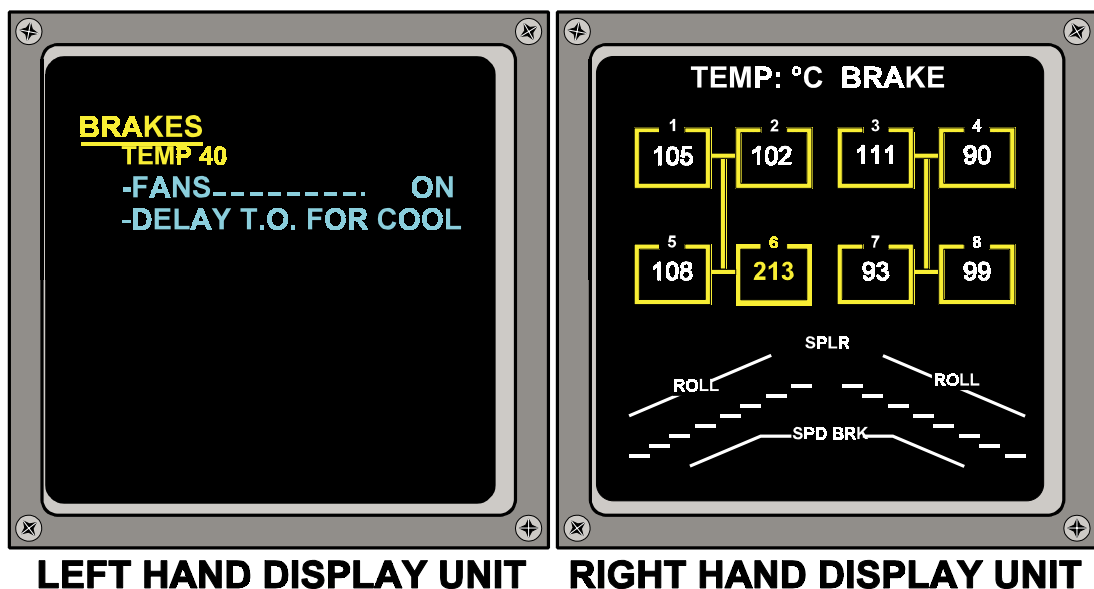 BRAKES
TEMP 40
-FANS________. ON
-DELAY T.O. FOR COOL
TEMP: ºC BRAKE
1 2 3 4
105 102 111 90
5 6 7 8
108 213 93 99
SPLR
ROLL ROLL
SPD BRK
LEFT HAND DISPLAY UNIT
RIGHT HAND DISPLAY UNIT